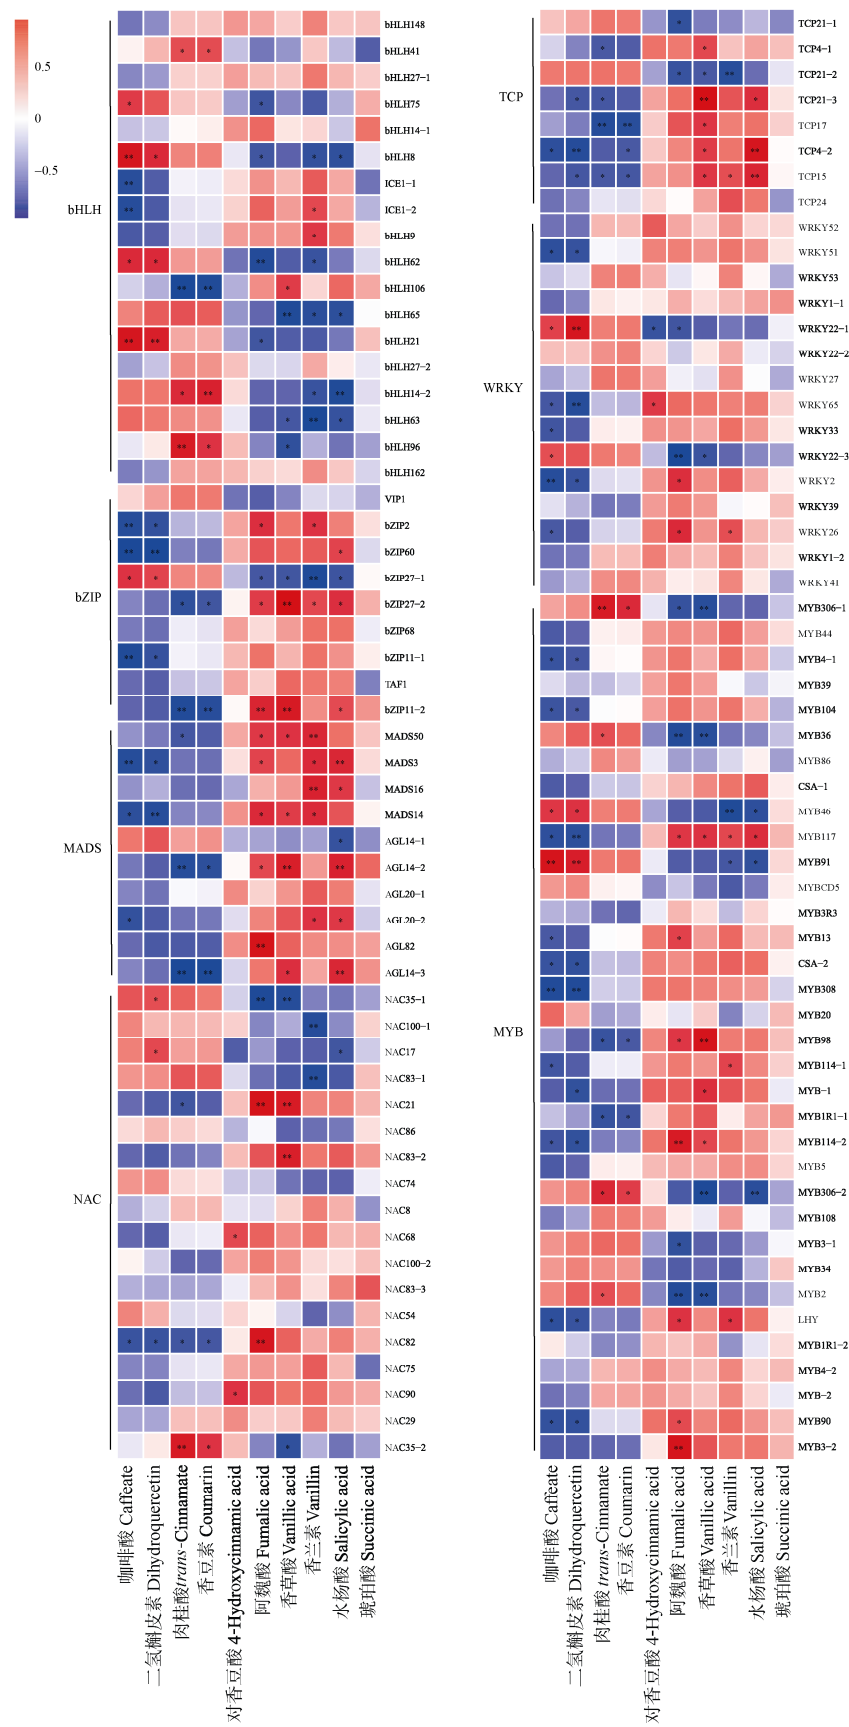 0.5
0
−0.5
bHLH
bHLH148
bHLH41
bHLH27-1
bHLH75
bHLH14-1
bHLH8
ICE1-1
ICE1-2
bHLH9
bHLH62
bHLH106
bHLH65
bHLH21
bHLH27-2
bHLH14-2
bHLH63
bHLH96
bHLH162
bZIP
VIP1
bZIP2
bZIP60
bZIP27-1
bZIP27-2
bZIP68
bZIP11-1
TAF1
bZIP11-2
MADS
MADS50
MADS3
MADS16
MADS14
AGL14-1
AGL14-2
AGL20-1
AGL20-2
AGL82
AGL14-3
NAC
NAC35-1
NAC100-1
NAC17
NAC83-1
NAC21
NAC86
NAC83-2
NAC74
NAC8
NAC68
NAC100-2
NAC83-3
NAC54
NAC82
NAC75
NAC90
NAC29
NAC35-2
咖啡酸 Caffeate
二氢槲皮素 Dihydroquercetin
肉桂酸 trans-Cinnamate
香豆素 Coumarin
对香豆酸 4-Hydroxycinnamic acid
阿魏酸 Fumalic acid
香草酸 Vanillic acid
香兰素 Vanillin
水杨酸 Salicylic acid
琥珀酸 Succinic acid
TCP
TCP21-1
TCP4-1
TCP21-2
TCP21-3
TCP17
TCP4-2
TCP15
TCP24
WRKY
WRKY52
WRKY51
WRKY53
WRKY1-1
WRKY22-1
WRKY22-2
WRKY27
WRKY65
WRKY33
WRKY22-3
WRKY2
WRKY39
WRKY26
WRKY1-2
WRKY41
MYB
MYB306-1
MYB44
MYB4-1
MYB39
MYB104
MYB36
MYB86
CSA-1
MYB46
MYB117
MYB91
MYBCD5
MYB3R3
MYB13
CSA-2
MYB308
MYB20
MYB98
MYB114-1
MYB-1
MYB1R1-1
MYB114-2
MYB5
MYB306-2
MYB108
MYB3-1
MYB34
MYB2
LHY
MYB1R1-2
MYB4-2
MYB-2
MYB90
MYB3-2
咖啡酸 Caffeate
二氢槲皮素 Dihydroquercetin
肉桂酸 trans-Cinnamate
香豆素 Coumarin
对香豆酸 4-Hydroxycinnamic acid
阿魏酸 Fumalic acid
香草酸 Vanillic acid
香兰素 Vanillin
水杨酸 Salicylic acid
琥珀酸 Succinic acid